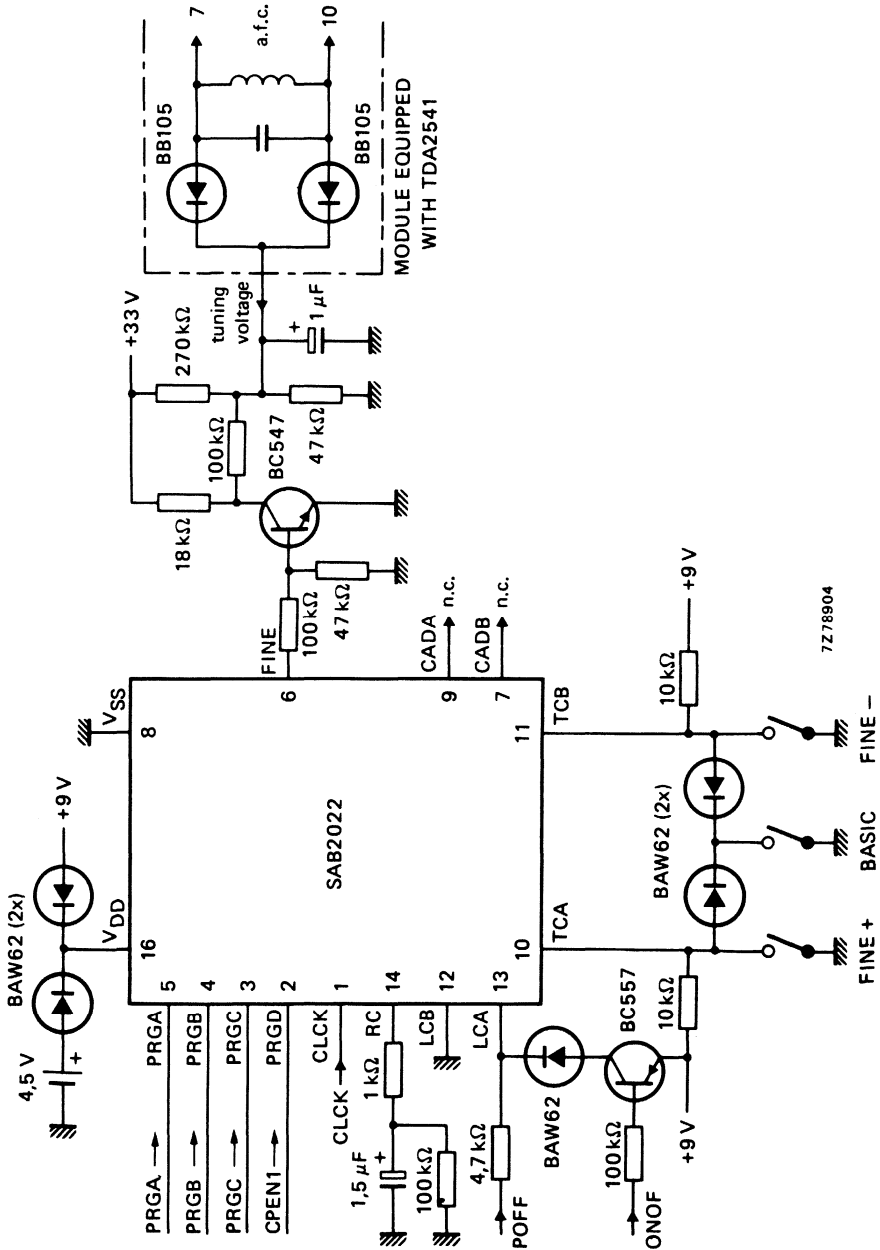 7
a.f.c.
10
BB105
BB105
MODULE EQUIPPED
WITH TDA2541
+33 V
270 kΩ
tuning
voltage
+
1 µF
100 kΩ
BC547
47 kΩ
18 kΩ
FINE
100 kΩ
47 kΩ
CADA
n.c.
CADB
n.c.
VSS
8
6
9
7
11
TCB
+9 V
10 kΩ
7Z78904
BAW62 (2x)
+9 V
VDD
16
SAB2022
BAW62 (2x)
FINE −
BASIC
FINE +
10
TCA
4,5 V
+
5
4
3
2
1
14
12
13
PRGA
PRGB
PRGC
PRGD
CLCK
RC
LCB
LCA
PRGA
PRGB
PRGC
CPEN1
CLCK
1 kΩ
1,5 µF
+
100 kΩ
4,7 kΩ
POFF
BAW62
BC557
10 kΩ
100 kΩ
+9 V
ONOF